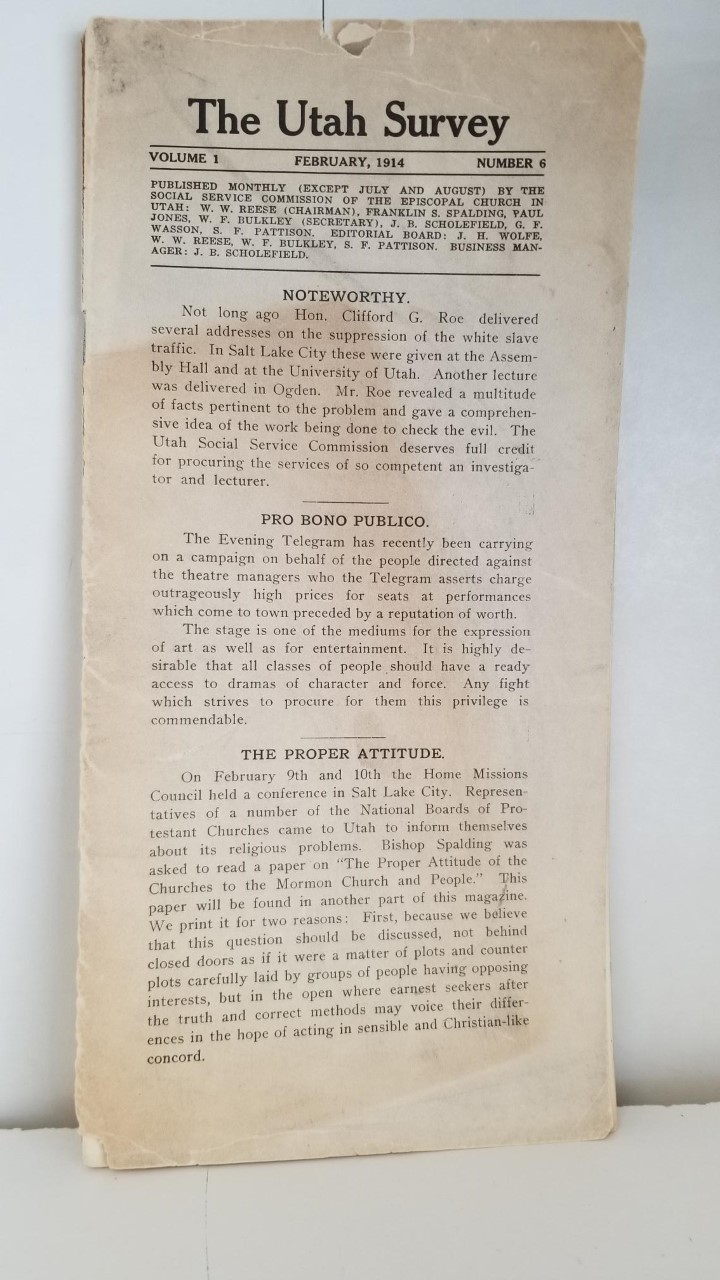 The Utah Survey
VOLUME 1 FEBRUARY, 1914 NUMBER 6
PUBLISHED MONTHLY (EXCEPT JULY AND AUGUST) BY THE
SOCIAL SERVICE COMMISSION OF THE EPISCOPAL CHURCH IN
UTAH: W. W. REESE (CHAIRMAN), FRANKLIN S. SPALDING, PAUL
JONES, W. F. BULKLEY (SECRETARY), J. B. SCHOLEFIELD, G. F.
WASSON, S. F. PATTISON. EDITORIAL BOARD: J. H. WOLFE,
W. W. REESE, W. F. BULKLEY, S. F. PATTISON. BUSINESS MAN-
AGER: J. B. SCHOLEFIELD.
NOTEWORTHY.
Not long ago Hon. Clifford G. Roe delivered
several addresses on the suppression of the white slave
traffic. In Salt Lake City these were given at the Assem-
bly Hall and at the University of Utah. Another lecture
was delivered in Ogden. Mr. Roe revealed a multitude
of facts pertinent to the problem and gave a comprehen-
sive idea of the work being done to check the evil. The
Utah Social Service Commission deserves full credit
for procuring the services of so competent an investiga-
tor and lecturer.
PRO BONO PUBLICO.
The Evening Telegram has recently been carrying
on a campaign on behalf of the people directed against
the theatre managers who the Telegram asserts charge
outrageously high prices for seats at performances
which come to town preceded by a reputation of worth.
The stage is one of the mediums for the expression
of art as well as for entertainment. It is highly de-
sirable that all classes of people should have a ready
access to dramas of character and force. Any fight
which strives to procure for them this privilege is
commendable.
THE PROPER ATTITUDE.
On February 9th and 10th the Home Missions
Council held a conference in Salt Lake City. Represen-
tatives of a number of the National Boards of Pro-
testant Churches came to Utah to inform themselves
about its religious problems. Bishop Spalding was
asked to read a paper on "The Proper Attitude of the
Churches to the Mormon Church and People." This
paper will be found in another part of this magazine.
We print it for two reasons: First, because we believe
that this question should be discussed, not behind
closed doors as if it were a matter of plots and counter
plots carefully laid by groups of people having opposing
interests, but in the open where earnest seekers after
the truth and correct methods may voice their differ-
ences in the hope of acting in sensible and Christian-like
concord.